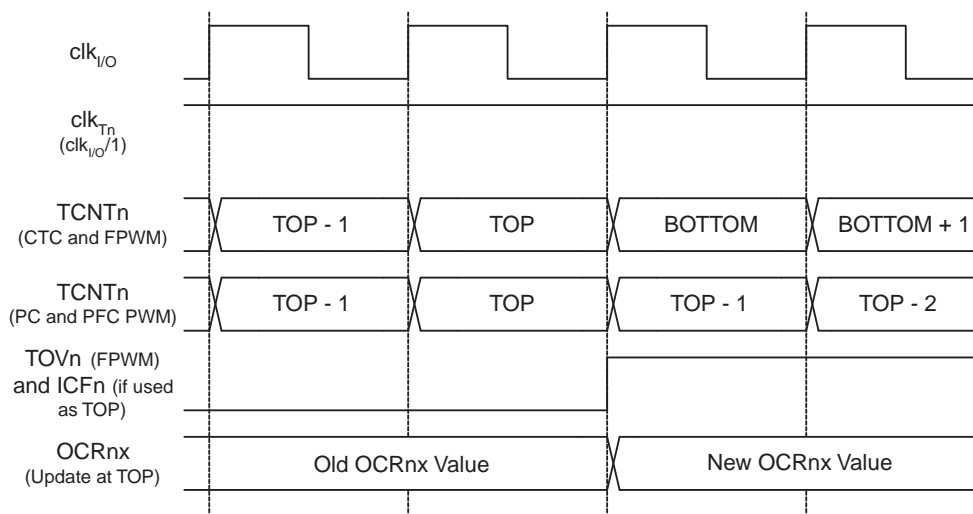 clkI/O
clkTn
(clkI/O/1)
TCNTn
(CTC and FPWM)
TOP - 1
TOP
BOTTOM
BOTTOM + 1
TCNTn
(PC and PFC PWM)
TOP - 1
TOP
TOP - 1
TOP - 2
TOVn (FPWM)
and ICFn (if used
as TOP)
OCRnx
(Update at TOP)
Old OCRnx Value
New OCRnx Value